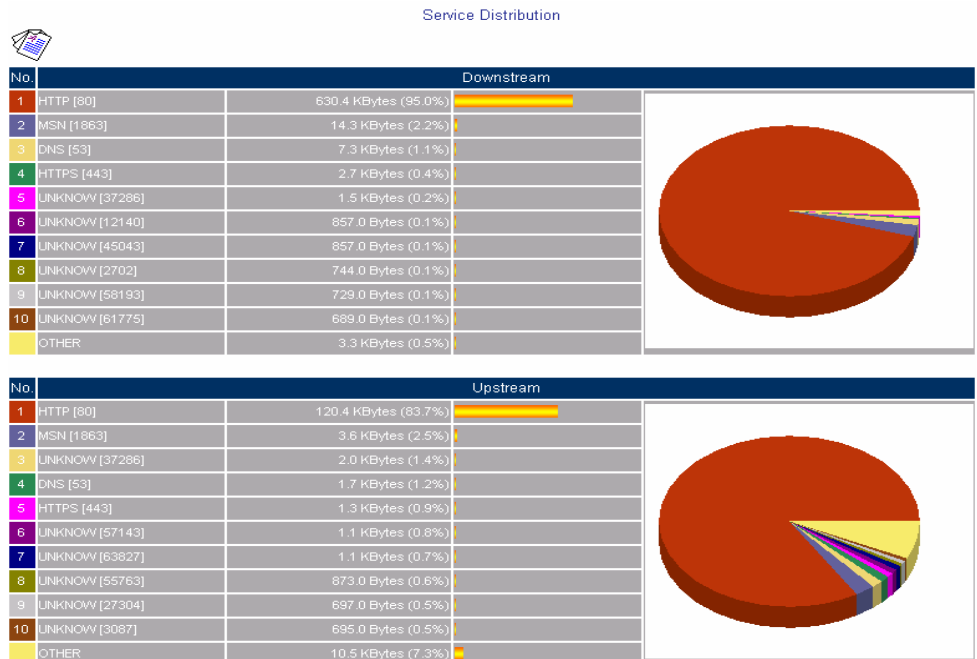 Service Distribution
No. Downstream
1 HTTP [80] 630.4 KBytes (95.0%)
2 MSN [1863] 14.3 KBytes (2.2%)
3 DNS [53] 7.3 KBytes (1.1%)
4 HTTPS [443] 2.7 KBytes (0.4%)
5 UNKNOW [37286] 1.5 KBytes (0.2%)
6 UNKNOW [12140] 857.0 Bytes (0.1%)
7 UNKNOW [45043] 857.0 Bytes (0.1%)
8 UNKNOW [2702] 744.0 Bytes (0.1%)
9 UNKNOW [58193] 729.0 Bytes (0.1%)
10 UNKNOW [61775] 689.0 Bytes (0.1%)
OTHER 3.3 KBytes (0.5%)
No. Upstream
1 HTTP [80] 120.4 KBytes (83.7%)
2 MSN [1863] 3.6 KBytes (2.5%)
3 UNKNOW [37286] 2.0 KBytes (1.4%)
4 DNS [53] 1.7 KBytes (1.2%)
5 HTTPS [443] 1.3 KBytes (0.9%)
6 UNKNOW [57143] 1.1 KBytes (0.8%)
7 UNKNOW [63827] 1.1 KBytes (0.7%)
8 UNKNOW [55763] 873.0 Bytes (0.6%)
9 UNKNOW [27304] 697.0 Bytes (0.5%)
10 UNKNOW [3087] 695.0 Bytes (0.5%)
OTHER 10.5 KBytes (7.3%)